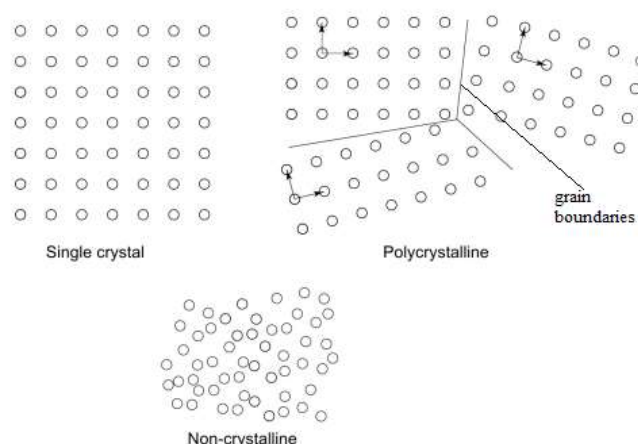 grain
boundaries
Single crystal
Polycrystalline
Non-crystalline